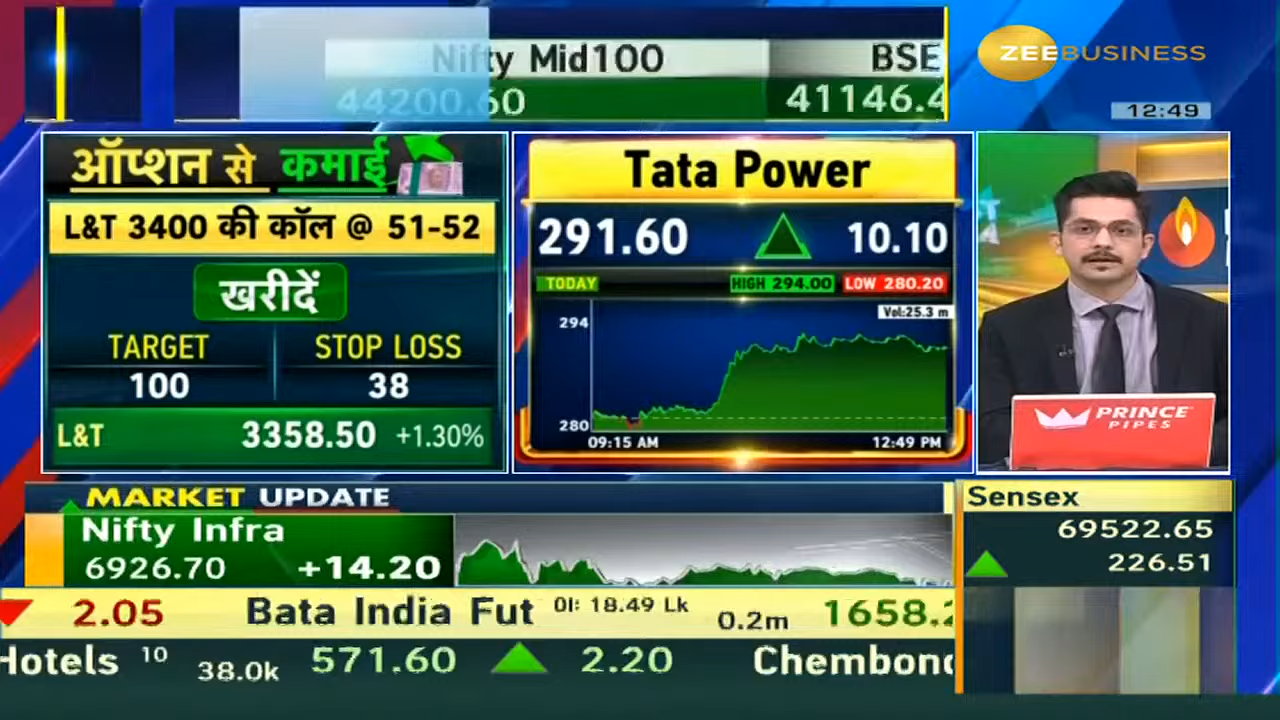 Nifty Mid100
BSE
44200.60
41146.4
ZEEBUSINESS
12:49
ऑप्शन से कमाई
L&T 3400 की कॉल @ 51-52
खरीदें
TARGET
STOP LOSS
100
38
L&T 3358.50 +1.30%
Tata Power
291.60 10.10
TODAY HIGH 294.00 LOW 280.20
Vol:25.3 m
294
280
09:15 AM 12:49 PM
PRINCE
PIPES
MARKET UPDATE
Nifty Infra
6926.70 +14.20
Sensex
69522.65
226.51
2.05 Bata India Fut OI: 18.49 Lk 0.2m 1658.2
Hotels 10 38.0k 571.60 2.20 Chembond